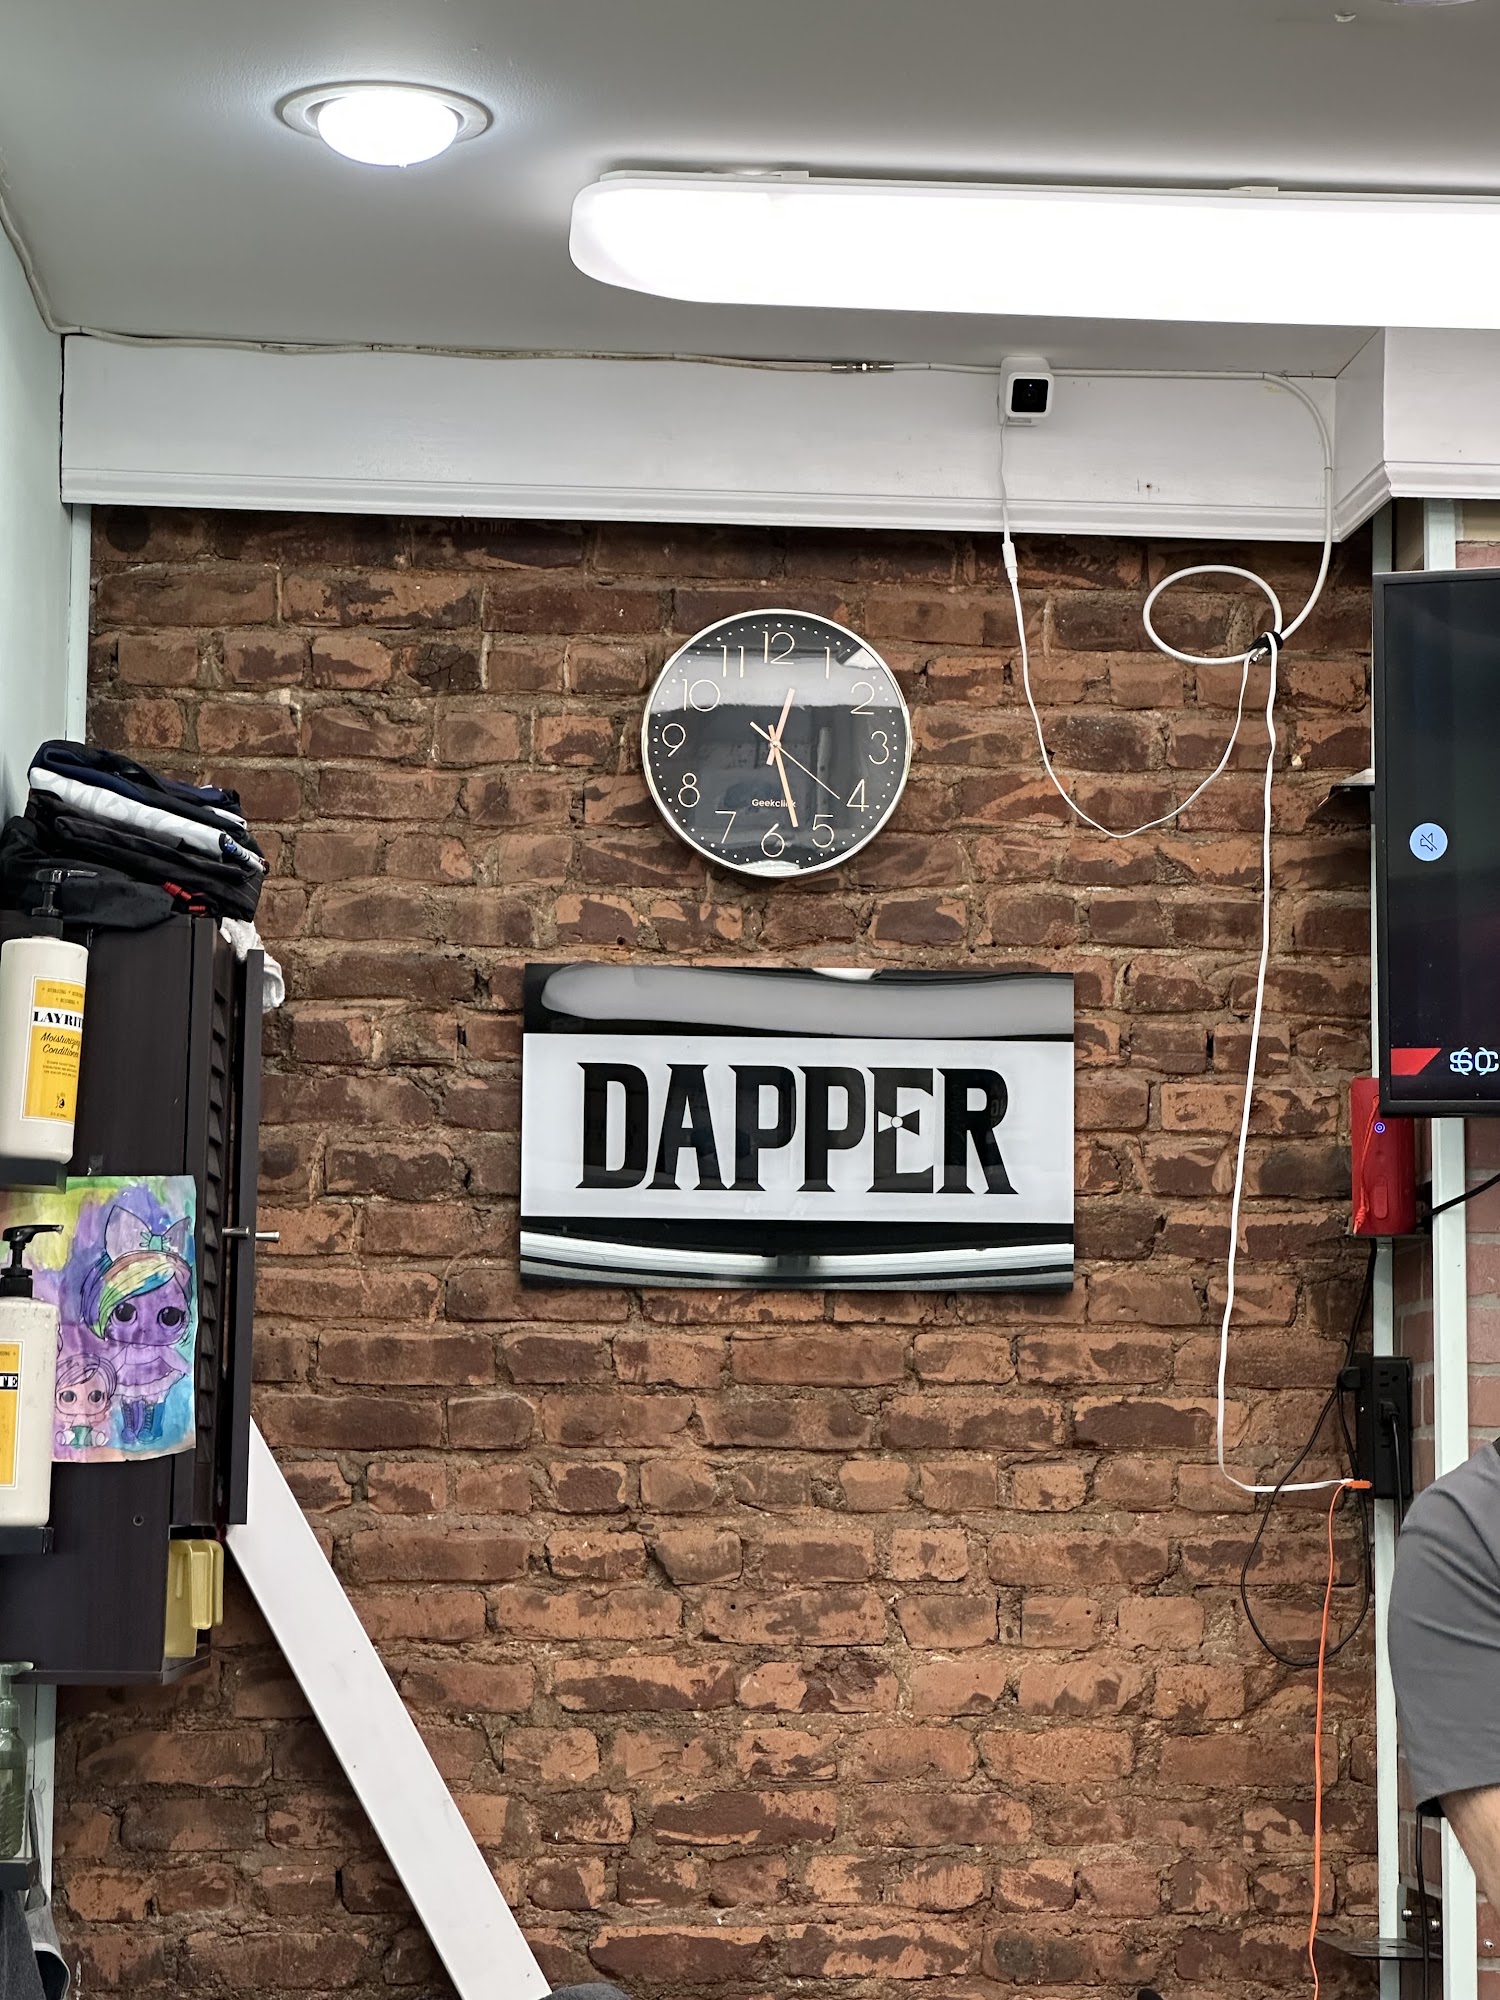 12
11 1
10 2
9 3
8 4
7 5
6
Geekclick
DAPPER
LAYRITE
Moisturizing
Conditioner